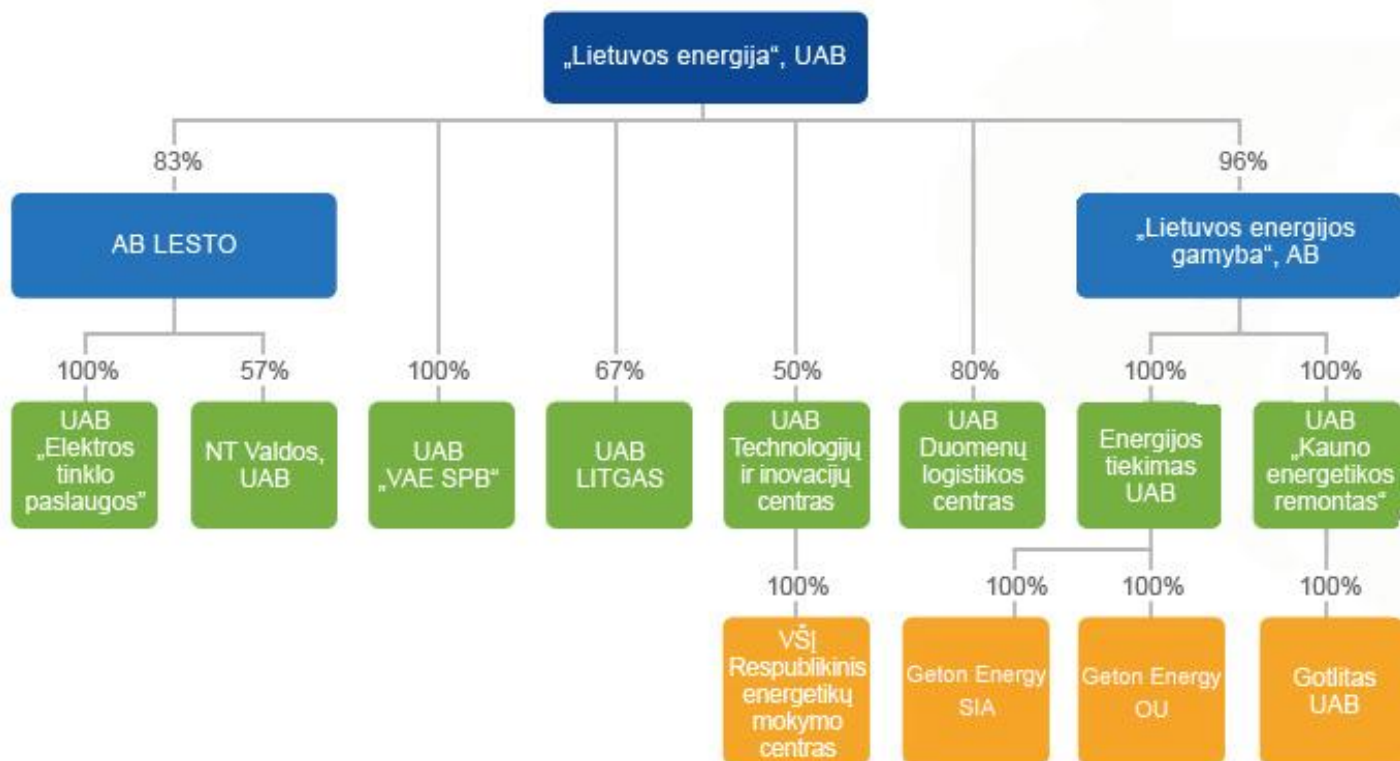 „Lietuvos energija“, UAB
83%
96%
AB LESTO
„Lietuvos energijos
gamyba“, AB
100%
57%
100%
67%
50%
80%
100%
100%
UAB
„Elektros
tinklo
paslaugos”
NT Valdos,
UAB
UAB
„VAE SPB“
UAB
LITGAS
UAB
Technologijų
ir inovacijų
centras
UAB
Duomenų
logistikos
centras
Energijos
tiekimas
UAB
UAB
„Kauno
energetikos
remontas“
100%
100%
100%
100%
VŠĮ
Respublikinis
energetikų
mokymo
centras
Geton Energy
SIA
Geton Energy
OU
Gotlitas
UAB